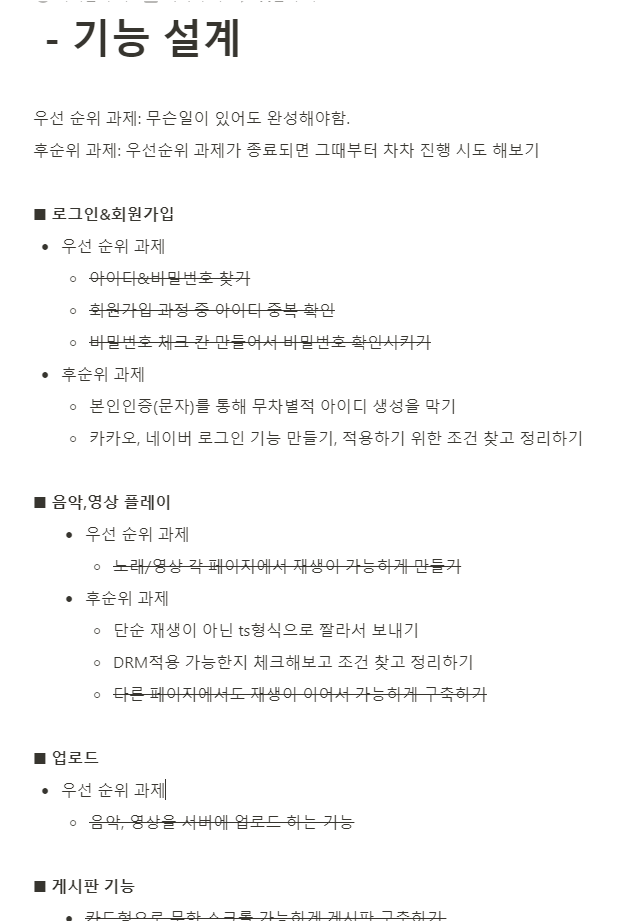 - 기능 설계
우선 순위 과제: 무슨일이 있어도 완성해야함.
후순위 과제: 우선순위 과제가 종료되면 그때부터 차차 진행 시도 해보기
■ 로그인&회원가입
• 우선 순위 과제
○ 아이디&비밀번호 찾기
○ 회원가입 과정 중 아이디 중복 확인
○ 비밀번호 체크 칸 만들어서 비밀번호 확인시키기
• 후순위 과제
○ 본인인증(문자)를 통해 무차별적 아이디 생성을 막기
○ 카카오, 네이버 로그인 기능 만들기, 적용하기 위한 조건 찾고 정리하기
■ 음악,영상 플레이
• 우선 순위 과제
○ 노래/영상 각 페이지에서 재생이 가능하게 만들기
• 후순위 과제
○ 단순 재생이 아닌 ts형식으로 짤라서 보내기
○ DRM적용 가능한지 체크해보고 조건 찾고 정리하기
○ 다른 페이지에서도 재생이 이어서 가능하게 구축하기
■ 업로드
• 우선 순위 과제
○ 음악, 영상을 서버에 업로드 하는 기능
■ 게시판 기능
• 카드형으로 무한 스크롤 가능하게 게시판 구축하기